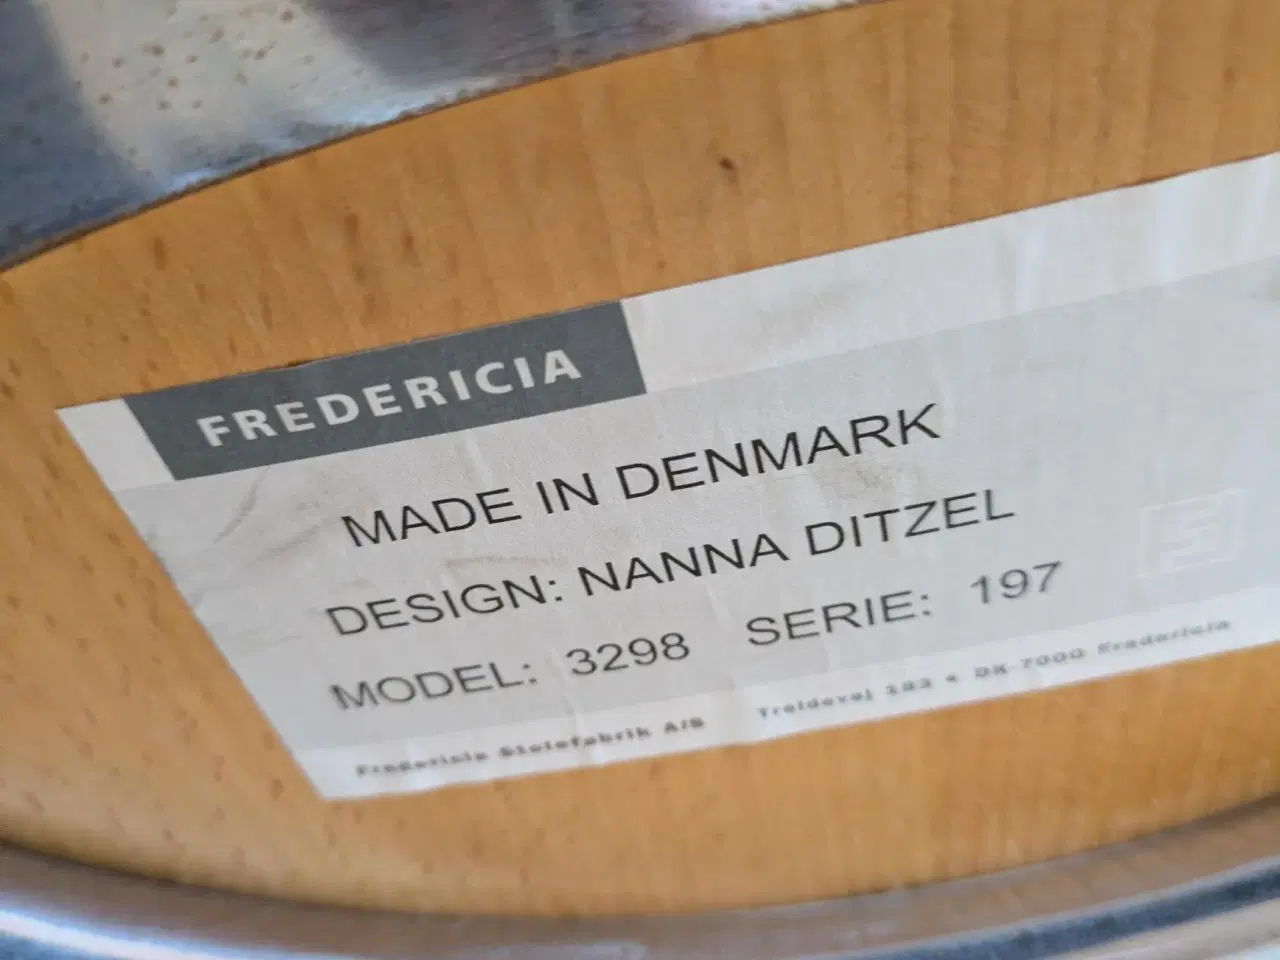 FREDERICIA
MADE IN DENMARK
DESIGN: NANNA DITZEL
MODEL: 3298 SERIE: 197
Fredericia Stolefabrik A/S Treldevej 183 • DK-7000 Fredericia